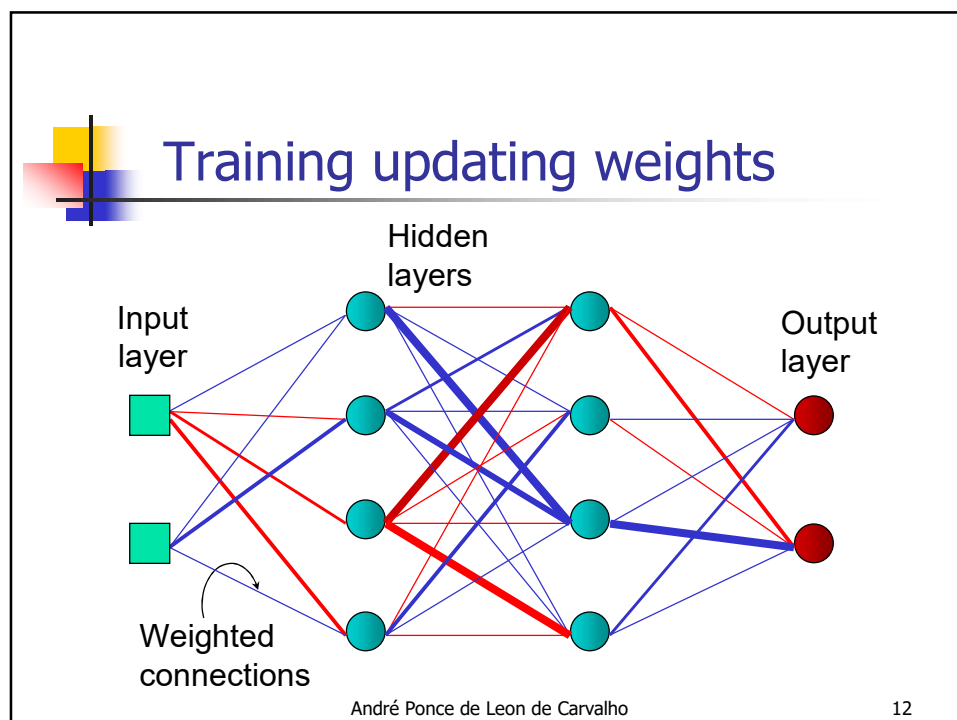 Training updating weights
Hidden
layers
Input
layer
Output
layer
Weighted
connections
André Ponce de Leon de Carvalho
12